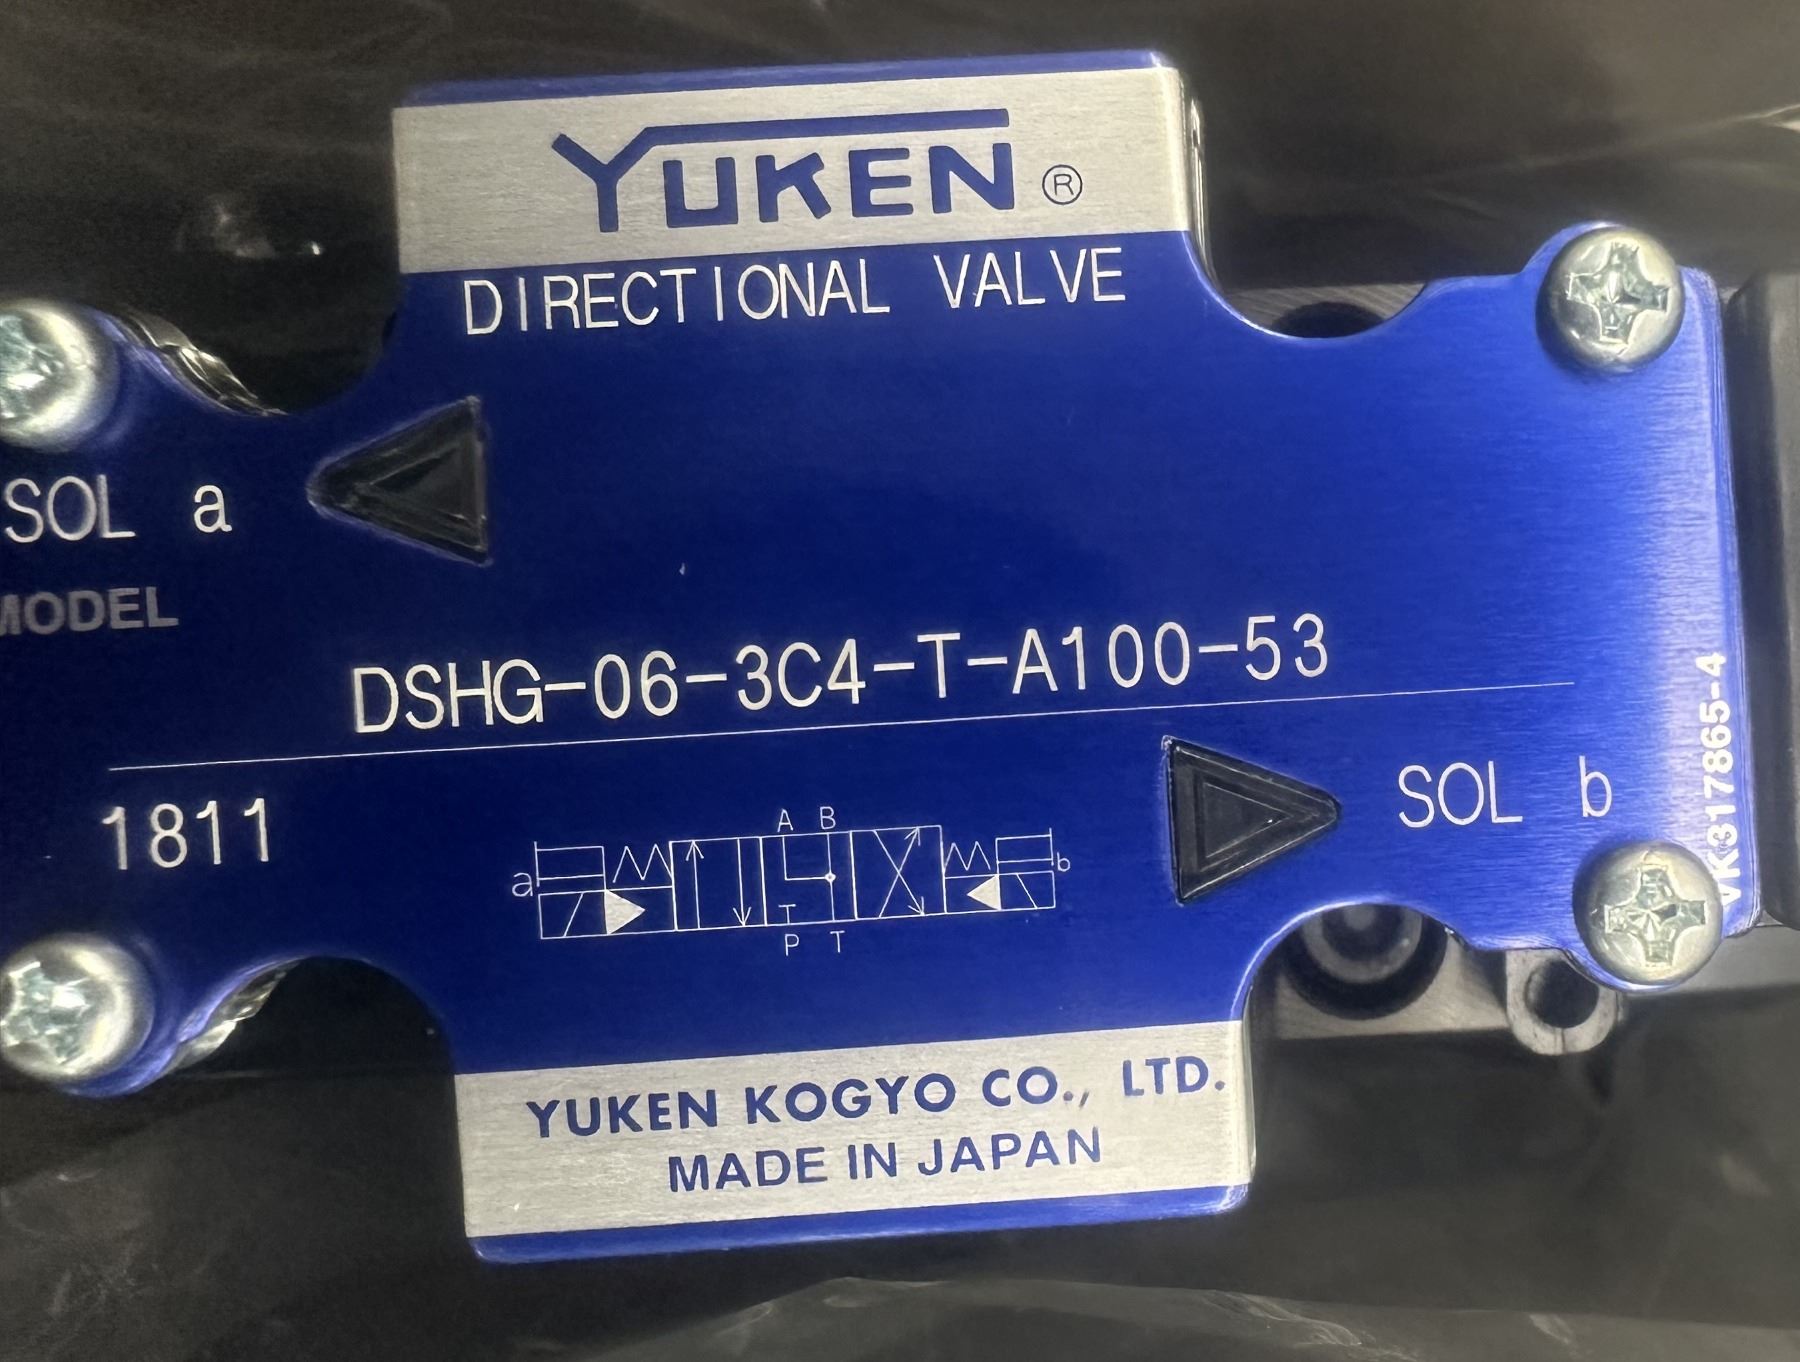 YUKEN®
DIRECTIONAL VALVE
SOL a
MODEL
DSHG-06-3C4-T-A100-53
1811
SOL b
A B
a
b
P T
VK317865-4
YUKEN KOGYO CO., LTD.
MADE IN JAPAN